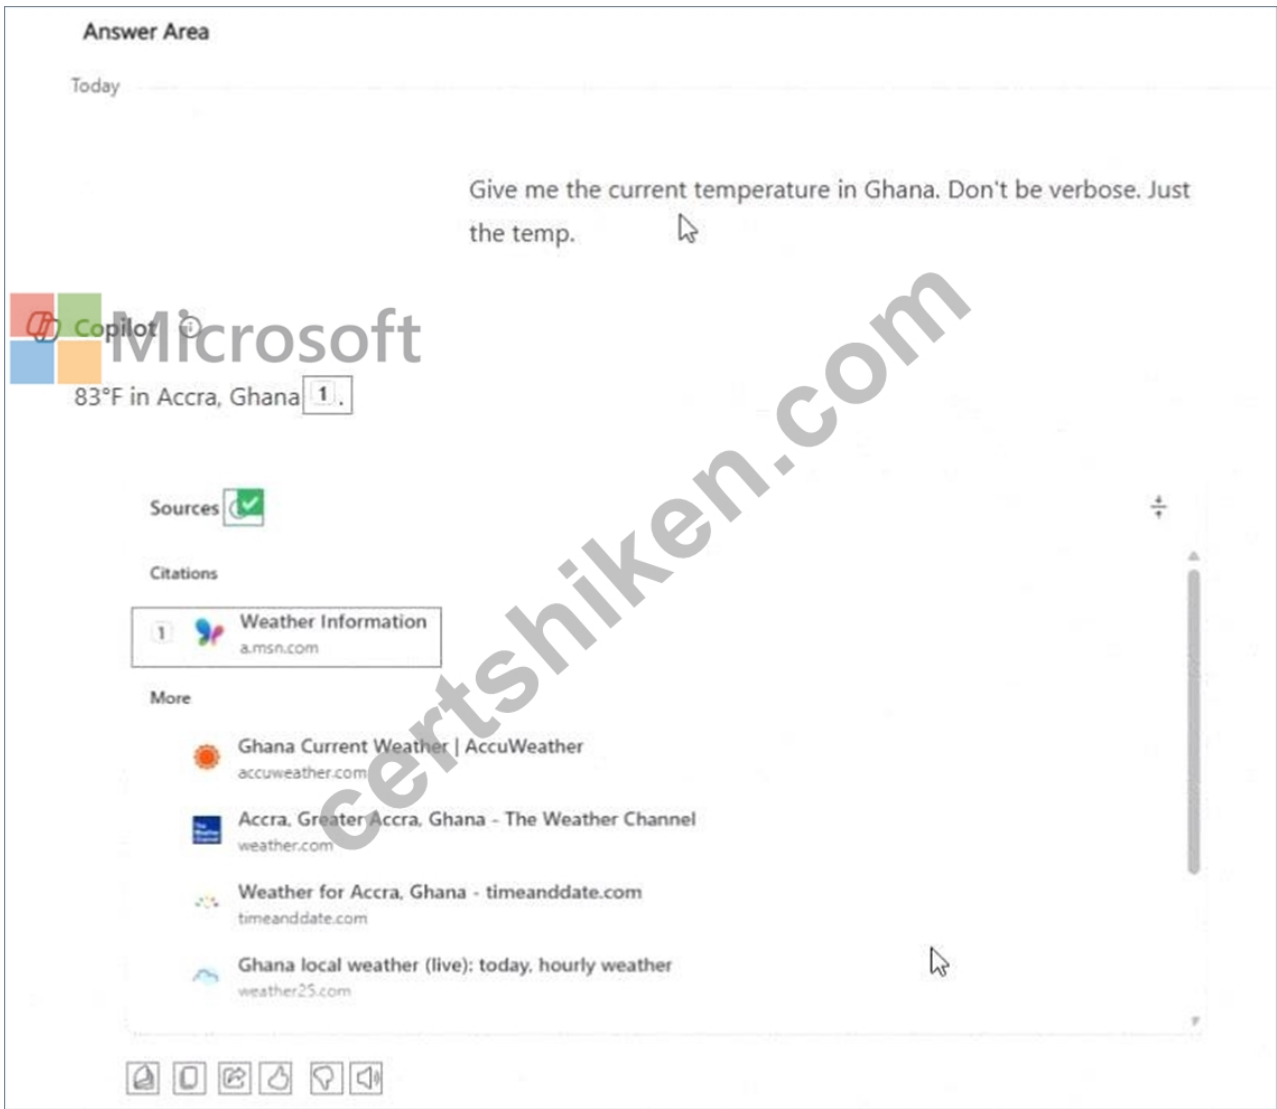 Answer Area
Today
Give me the current temperature in Ghana. Don't be verbose. Just
the temp.
Copilot
Microsoft
83°F in Accra, Ghana 1 .
Sources
Citations
1 Weather Information
a.msn.com
More
Ghana Current Weather | AccuWeather
accuweather.com
The Weather Channel
Accra, Greater Accra, Ghana - The Weather Channel
weather.com
Weather for Accra, Ghana - timeanddate.com
timeanddate.com
Ghana local weather (live): today, hourly weather
weather25.com
certshiken.com